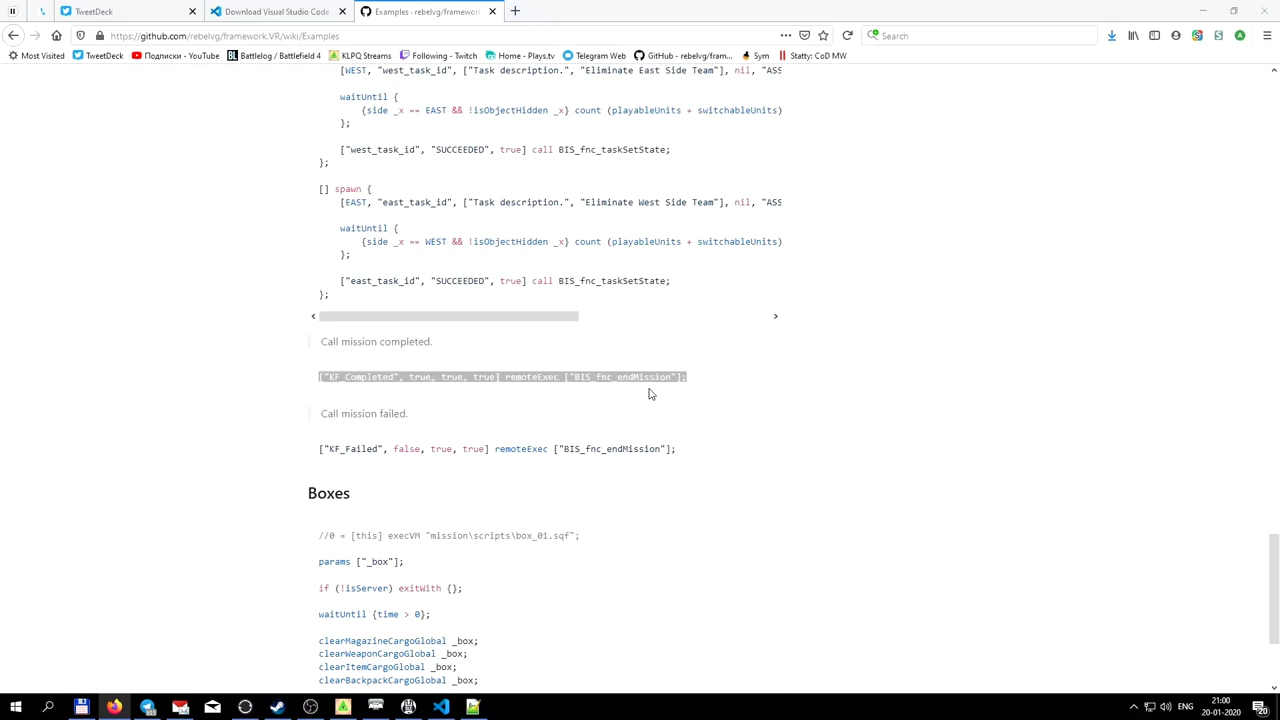 TweetDeck
Download Visual Studio Code
Examples · rebelvg/framework
https://github.com/rebelvg/framework.VR/wiki/Examples
Search
Most Visited
TweetDeck
Подписки - YouTube
Battlelog / Battlefield 4
KLPQ Streams
Following - Twitch
Home - Plays.tv
Telegram Web
GitHub - rebelvg/fram...
Sym
Statty: CoD MW
[WEST, "west_task_id", ["Task description.", "Eliminate East Side Team"], nil, "ASS
waitUntil {
{side _x == EAST && !isObjectHidden _x} count (playableUnits + switchableUnits)
};
["west_task_id", "SUCCEEDED", true] call BIS_fnc_taskSetState;
};
[] spawn {
[EAST, "east_task_id", ["Task description.", "Eliminate West Side Team"], nil, "ASS
waitUntil {
{side _x == WEST && !isObjectHidden _x} count (playableUnits + switchableUnits)
};
["east_task_id", "SUCCEEDED", true] call BIS_fnc_taskSetState;
};
Call mission completed.
["KF_Completed", true, true, true] remoteExec ["BIS_fnc_endMission"];
Call mission failed.
["KF_Failed", false, true, true] remoteExec ["BIS_fnc_endMission"];
Boxes
//0 = [this] execVM "mission\scripts\box_01.sqf";
params ["_box"];
if (!isServer) exitWith {};
waitUntil {time > 0};
clearMagazineCargoGlobal _box;
clearWeaponCargoGlobal _box;
clearItemCargoGlobal _box;
clearBackpackCargoGlobal _box;
ENG
21:00
20-01-2020
20